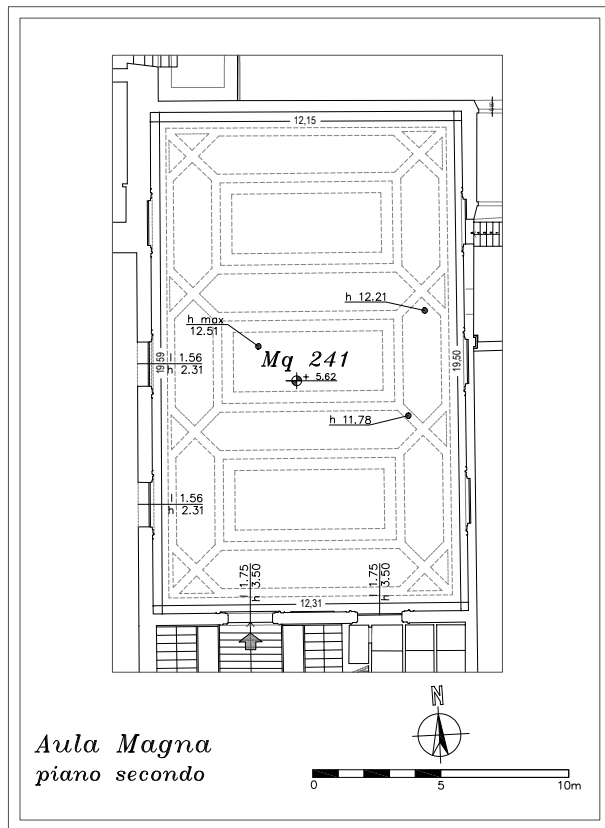 12,15
h 12.21
h max
12.51
Mq 241
+ 5.62
19,59
19,50
l 1.56
h 2.31
h 11.78
l 1.56
h 2.31
l 1.75
h 3.50
l 1.75
h 3.50
12,31
N
Aula Magna
piano secondo
0 5 10m